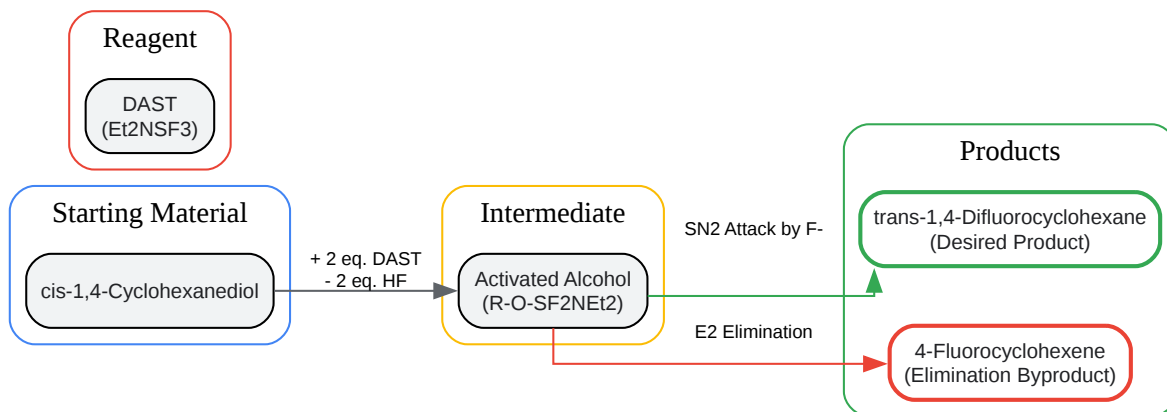 Reagent
DAST
(Et2NSF3)
Starting Material
cis-1,4-Cyclohexanediol
+ 2 eq. DAST
- 2 eq. HF
Intermediate
Activated Alcohol
(R-O-SF2NEt2)
SN2 Attack by F-
E2 Elimination
Products
trans-1,4-Difluorocyclohexane
(Desired Product)
4-Fluorocyclohexene
(Elimination Byproduct)